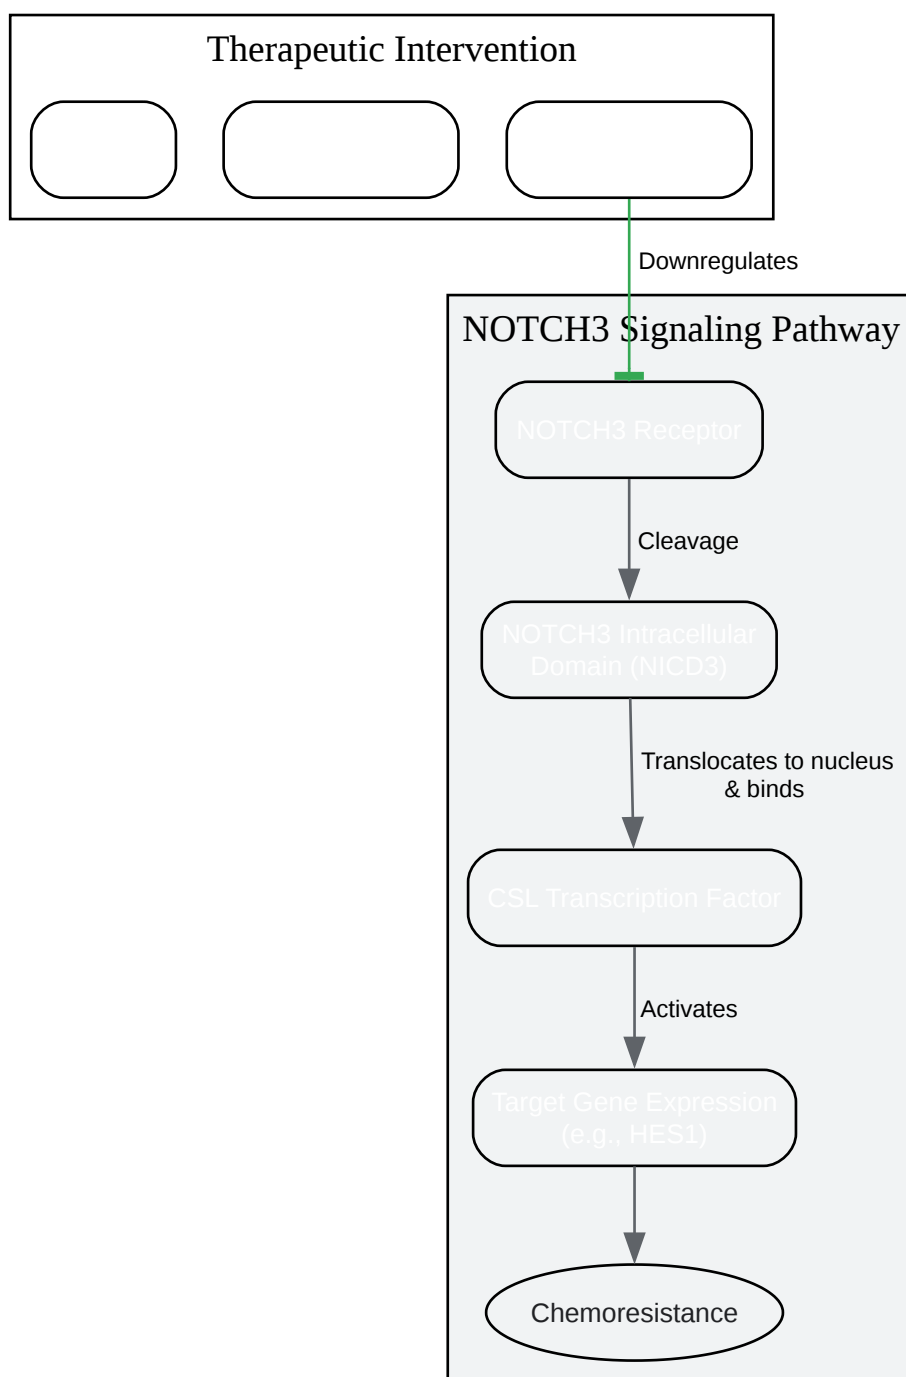 Therapeutic Intervention
Downregulates
NOTCH3 Signaling Pathway
NOTCH3 Receptor
Cleavage
NOTCH3 Intracellular
Domain (NICD3)
Translocates to nucleus
& binds
CSL Transcription Factor
Activates
Target Gene Expression
(e.g., HES1)
Chemoresistance